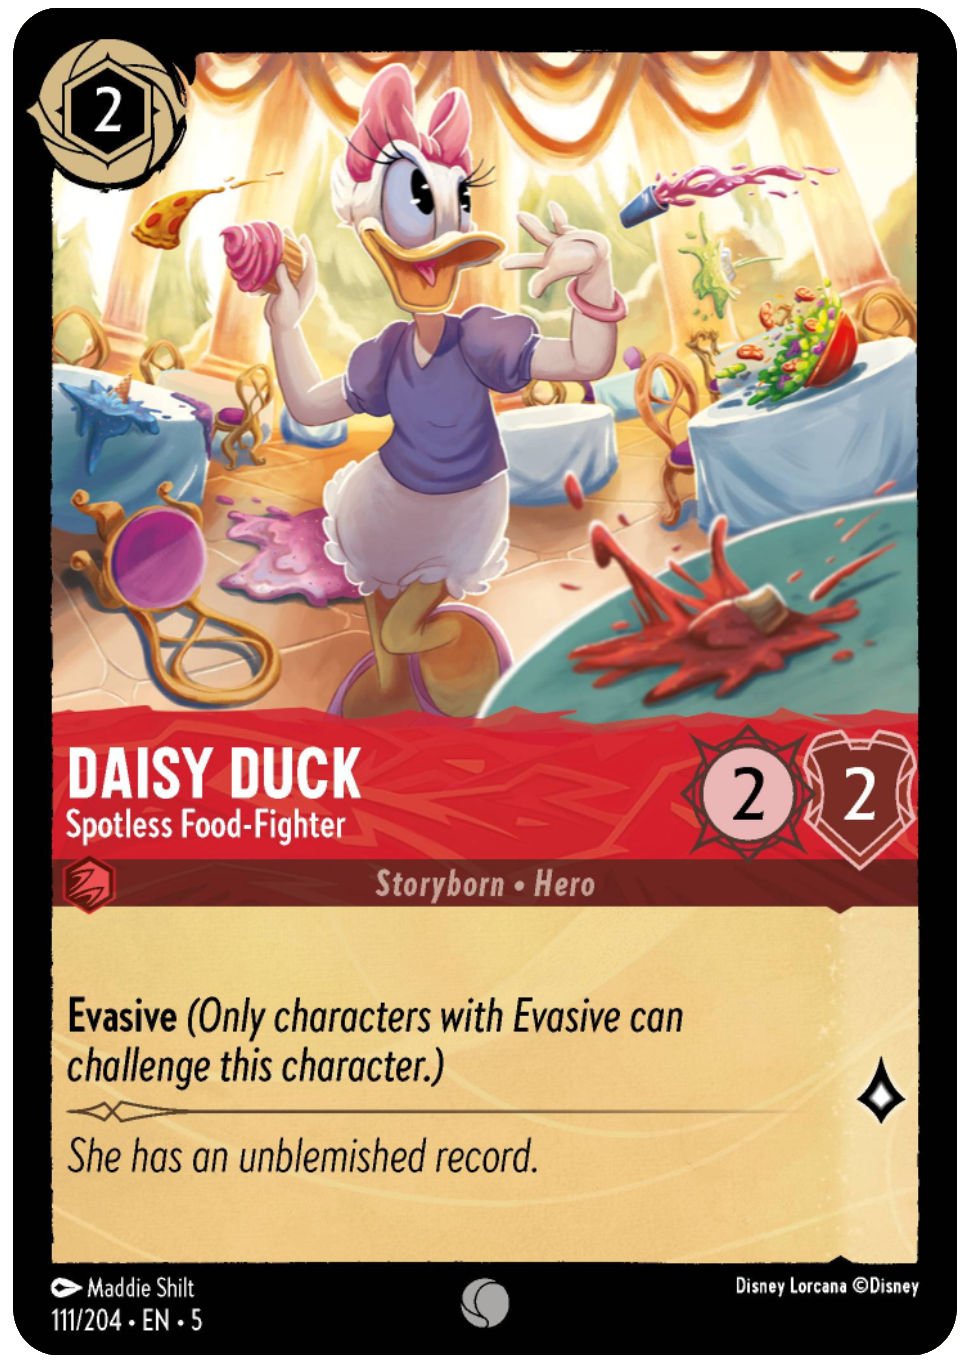 2
DAISY DUCK
Spotless Food-Fighter
2
2
Storyborn • Hero
Evasive (Only characters with Evasive can
challenge this character.)
She has an unblemished record.
Maddie Shilt
111/204 • EN • 5
Disney Lorcana ©Disney